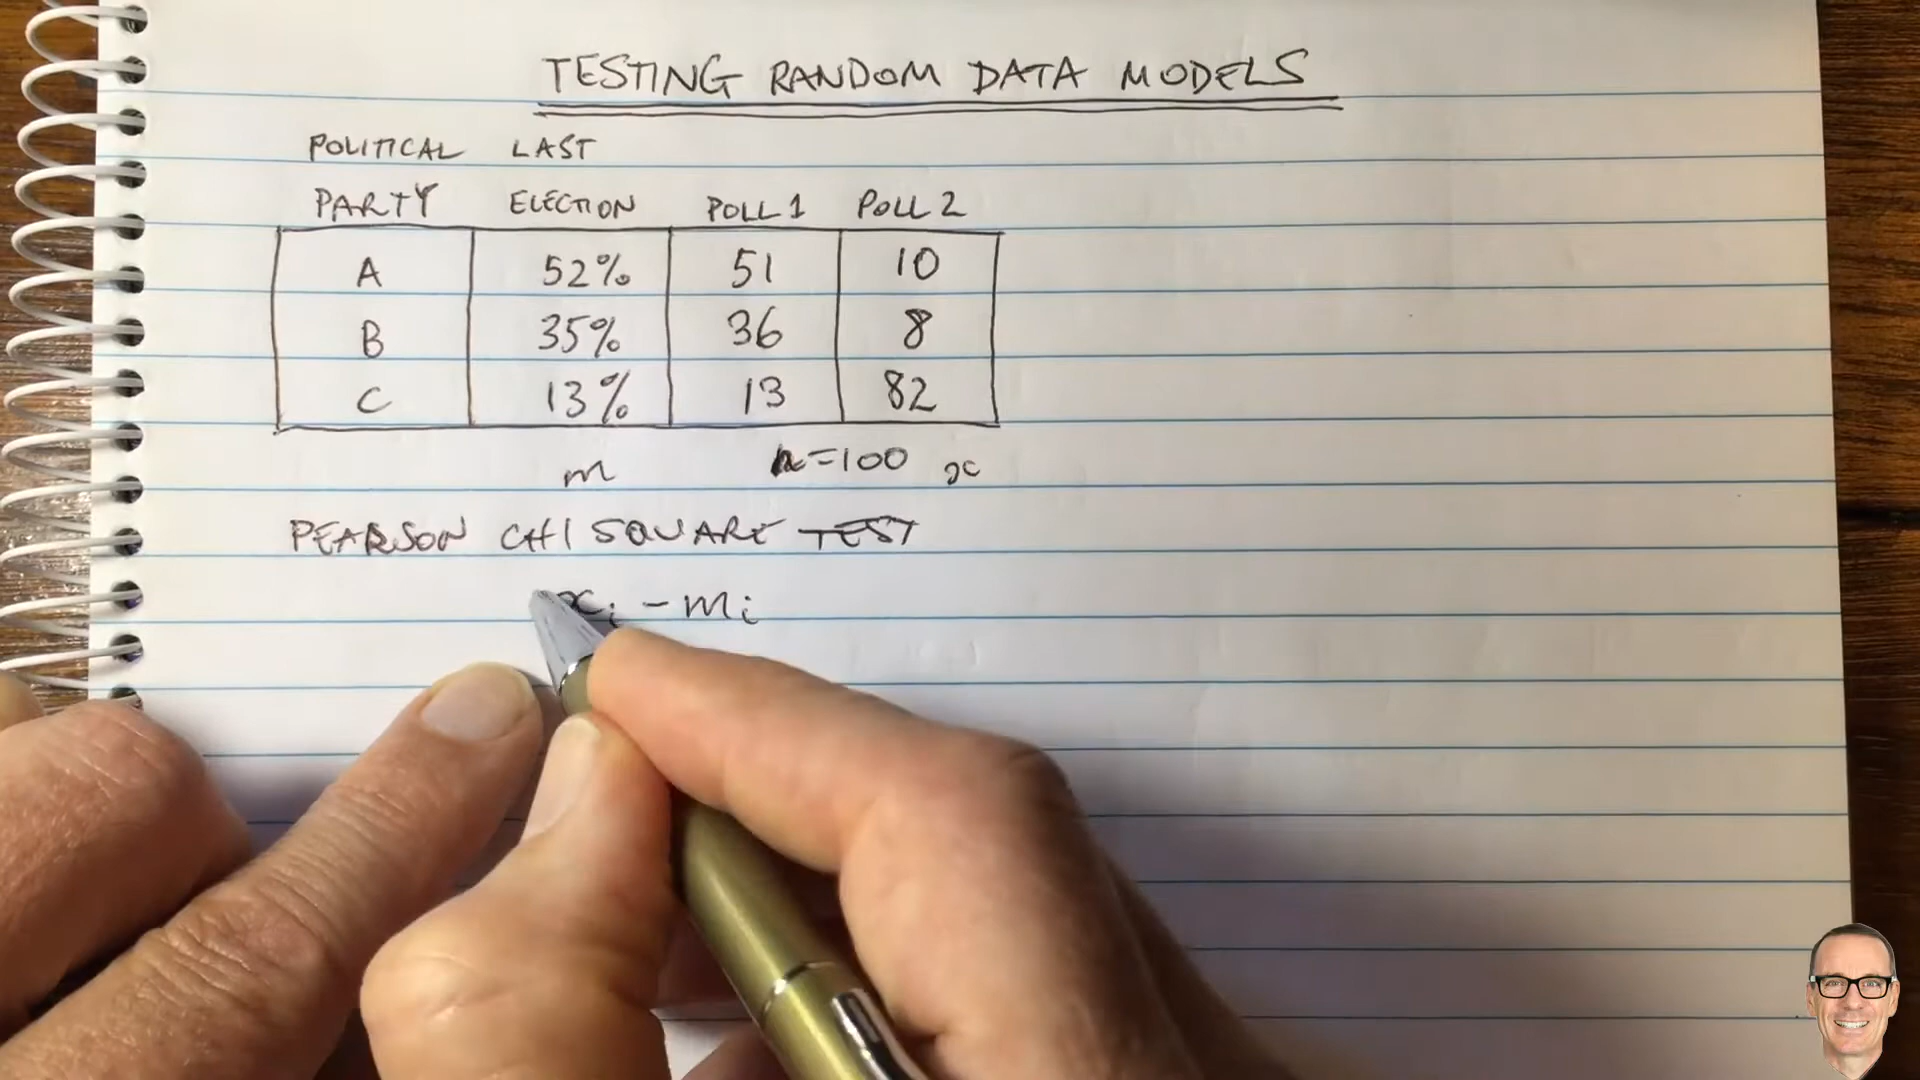 TESTING RANDOM DATA MODELS
POLITICAL LAST
PARTY ELECTION POLL 1 POLL 2
A 52% 51 10
B 35% 36 8
C 13% 13 82
m n=100 x
PEARSON CHI SQUARE TEST
xi - mi